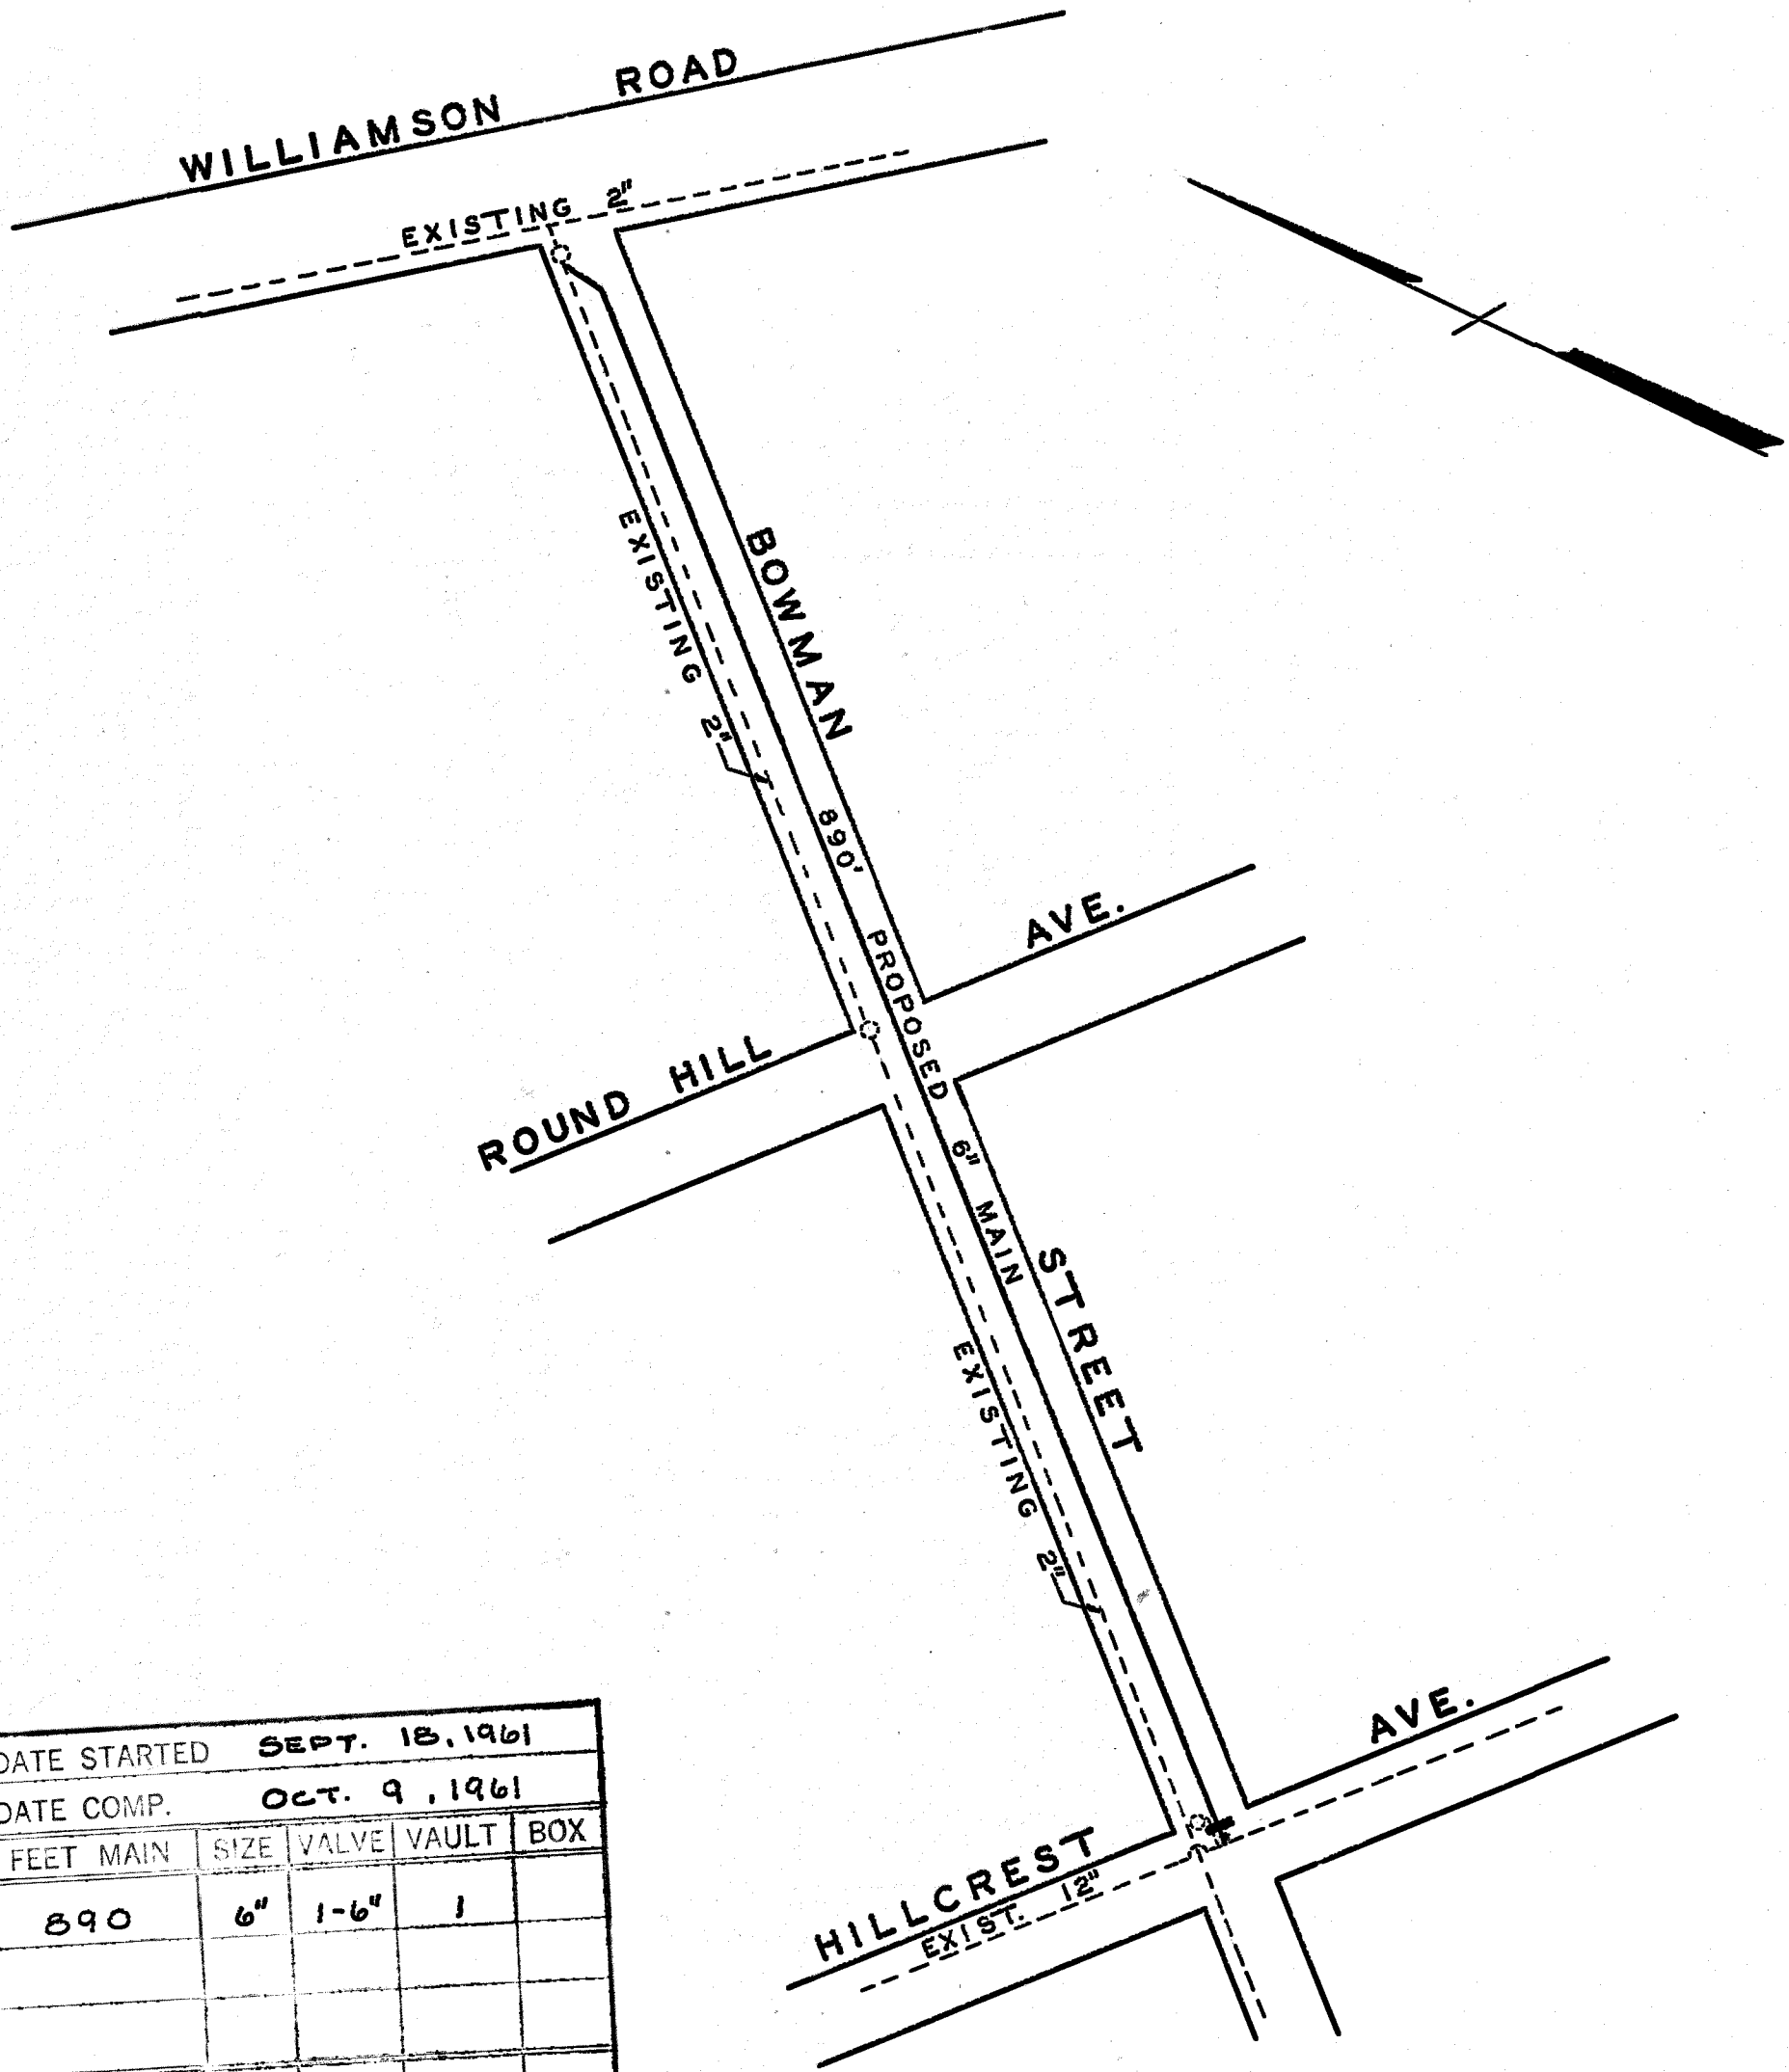 WILLIAMSON ROAD
EXISTING 2"
BOWMAN
EXISTING 2"
890'
PROPOSED 6" MAIN
AVE.
ROUND HILL
STREET
EXISTING 2"
AVE.
HILLCREST
EXIST. 12"
DATE STARTED SEPT. 18, 1961
DATE COMP. OCT. 9, 1961
FEET MAIN SIZE VALVE VAULT BOX
890 6" 1-6" 1